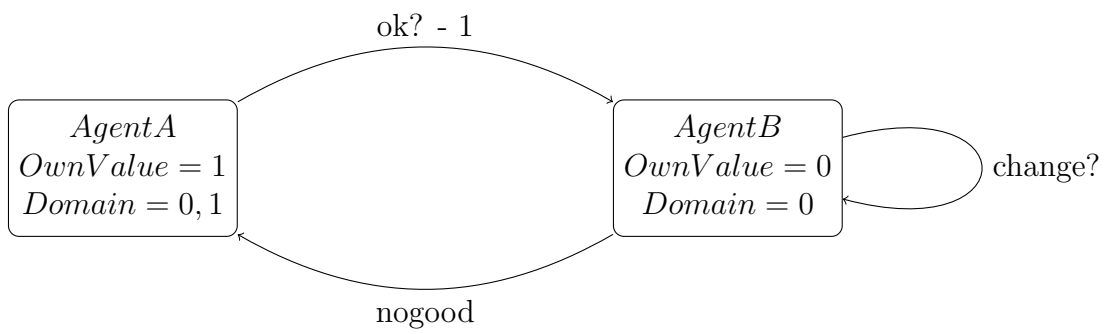 ok? - 1
AgentA
OwnValue = 1
Domain = 0, 1
AgentB
OwnValue = 0
Domain = 0
change?
nogood